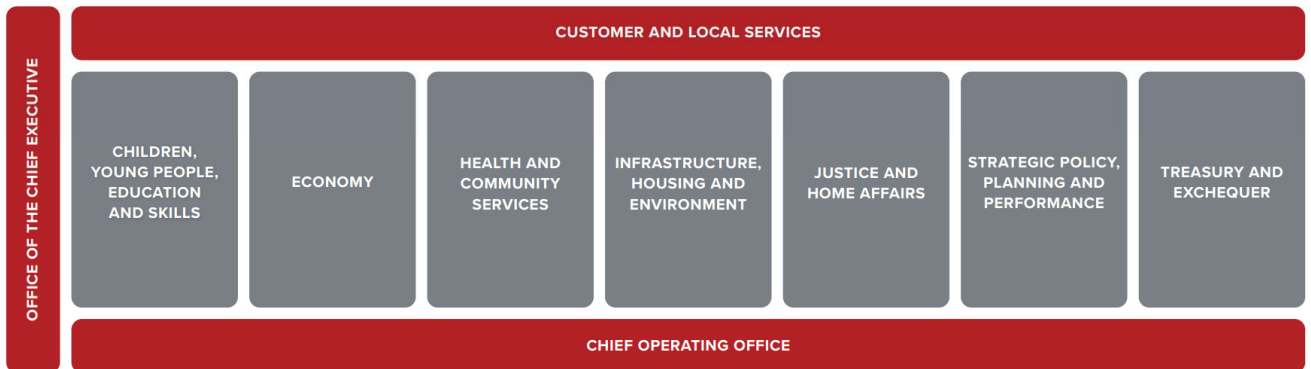 OFFICE OF THE CHIEF EXECUTIVE
CUSTOMER AND LOCAL SERVICES
CHILDREN,
YOUNG PEOPLE,
EDUCATION
AND SKILLS
ECONOMY
HEALTH AND
COMMUNITY
SERVICES
INFRASTRUCTURE,
HOUSING AND
ENVIRONMENT
JUSTICE AND
HOME AFFAIRS
STRATEGIC POLICY,
PLANNING AND
PERFORMANCE
TREASURY AND
EXCHEQUER
CHIEF OPERATING OFFICE